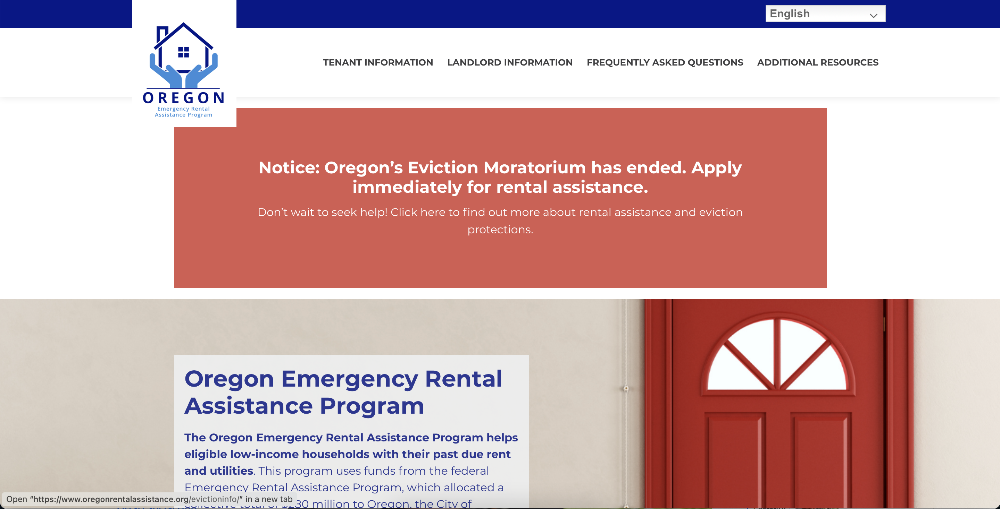 English
OREGON
Emergency Rental
Assistance Program
TENANT INFORMATION LANDLORD INFORMATION FREQUENTLY ASKED QUESTIONS ADDITIONAL RESOURCES
Notice: Oregon’s Eviction Moratorium has ended. Apply
immediately for rental assistance.
Don’t wait to seek help! Click here to find out more about rental assistance and eviction
protections.
Oregon Emergency Rental
Assistance Program
The Oregon Emergency Rental Assistance Program helps
eligible low-income households with their past due rent
and utilities. This program uses funds from the federal
Emergency Rental Assistance Program, which allocated a
collective total of $280 million to Oregon, the City of
Open “https://www.oregonrentalassistance.org/evictioninfo/” in a new tab